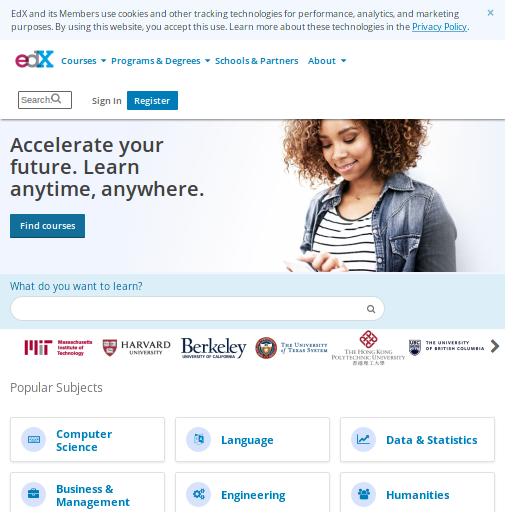 EdX and its Members use cookies and other tracking technologies for performance, analytics, and marketing
purposes. By using this website, you accept this use. Learn more about these technologies in the Privacy Policy.
×
edX Courses Programs & Degrees Schools & Partners About
Search: Sign In Register
Accelerate your
future. Learn
anytime, anywhere.
Find courses
What do you want to learn?
MIT Massachusetts Institute of Technology
HARVARD UNIVERSITY
Berkeley UNIVERSITY OF CALIFORNIA
THE UNIVERSITY of TEXAS SYSTEM
THE HONG KONG POLYTECHNIC UNIVERSITY 香港理工大學
UBC THE UNIVERSITY OF BRITISH COLUMBIA
Popular Subjects
Computer Science
Language
Data & Statistics
Business & Management
Engineering
Humanities